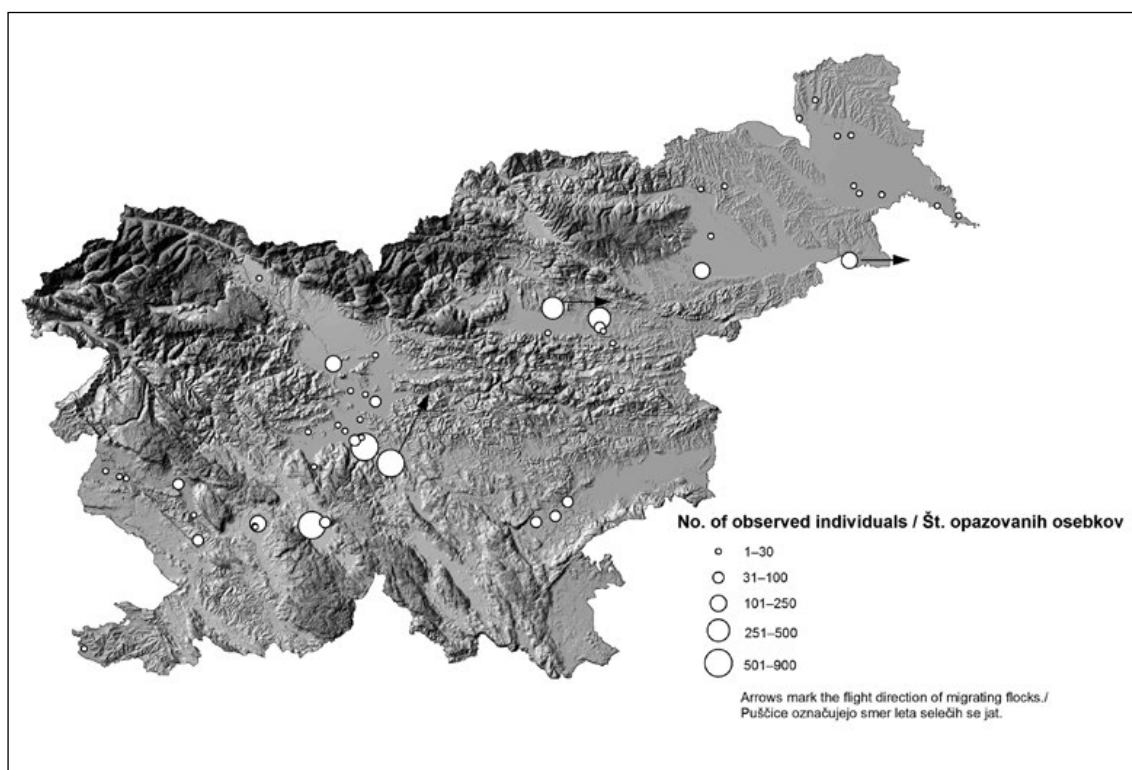 No. of observed individuals / Št. opazovanih osebkov
1–30
31–100
101–250
251–500
501–900
Arrows mark the flight direction of migrating flocks./
Puščice označujejo smer leta selečih se jat.